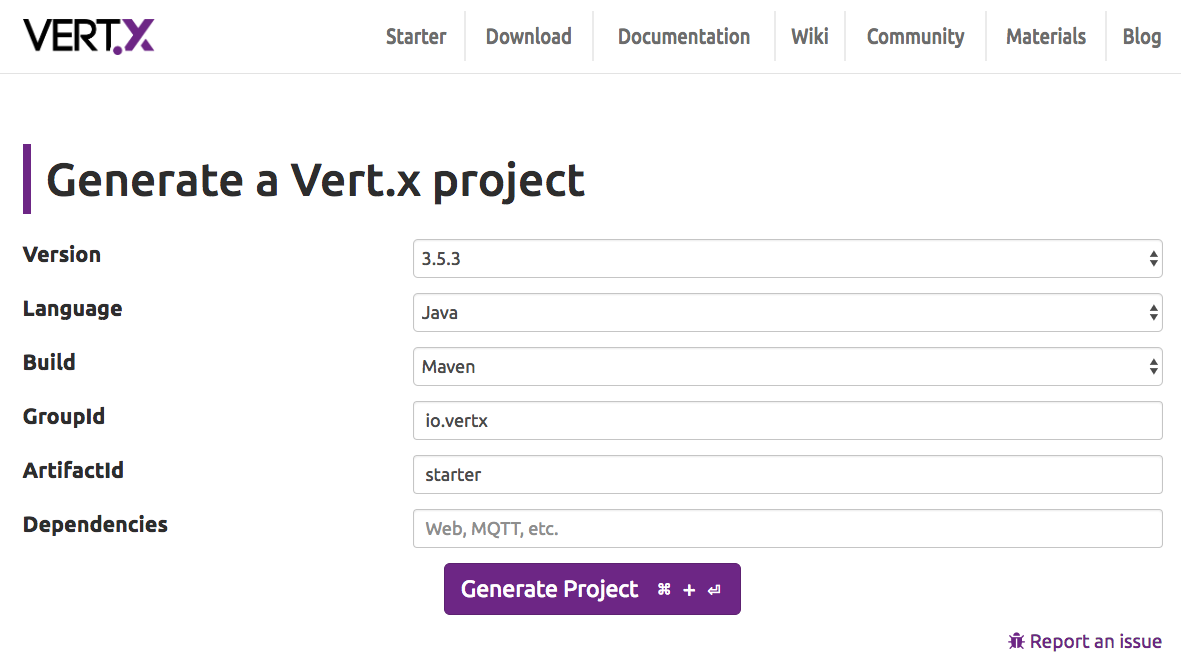 VERT.X Starter Download Documentation Wiki Community Materials Blog
Generate a Vert.x project
Version 3.5.3
Language Java
Build Maven
GroupId io.vertx
ArtifactId starter
Dependencies Web, MQTT, etc.
Generate Project ⌘ + ⏎
Report an issue